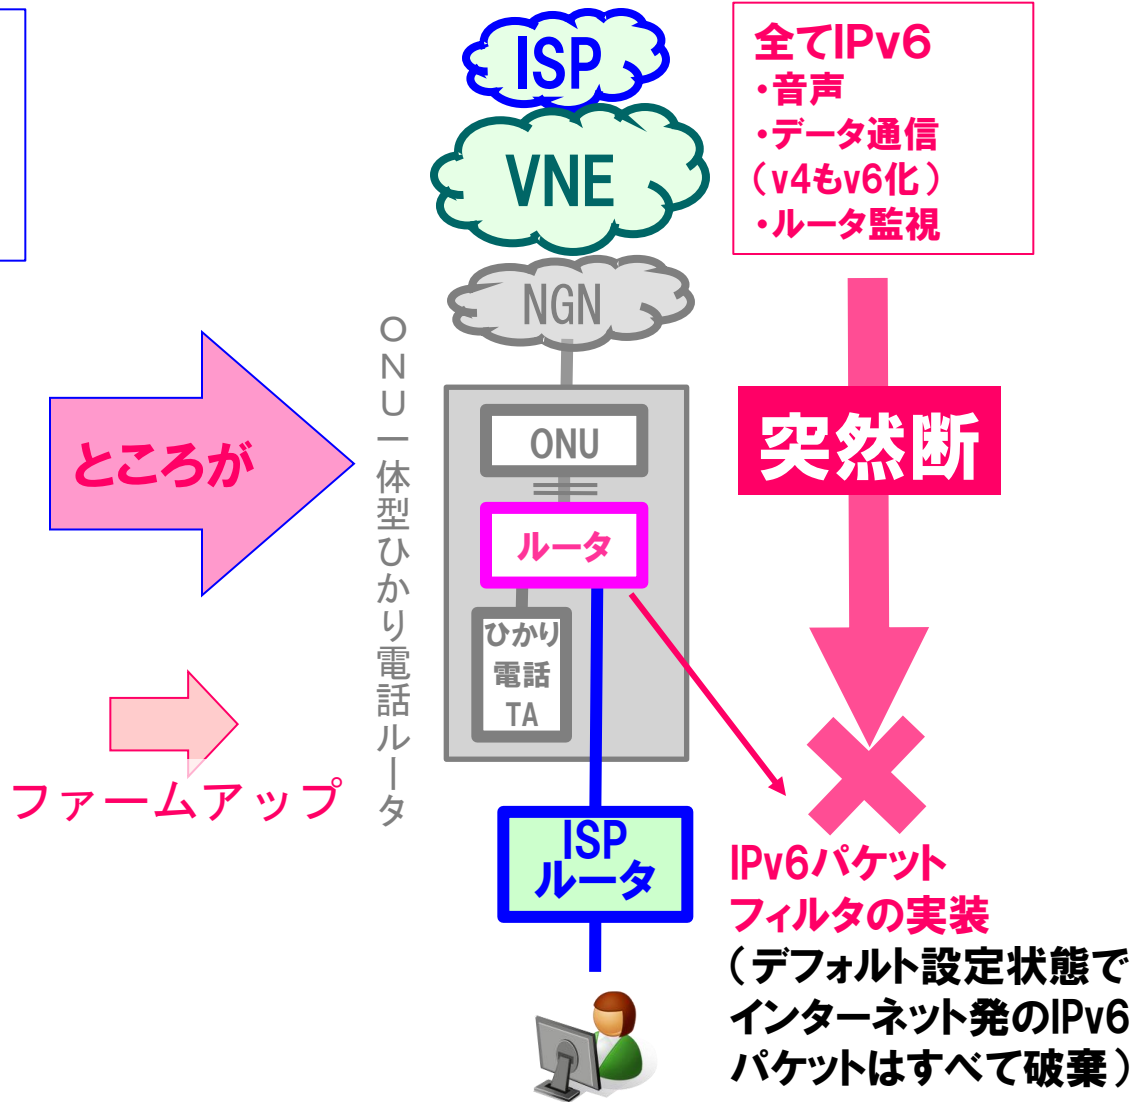 ISP
VNE
NGN
全てIPv6
・音声
・データ通信
（v4もv6化）
・ルータ監視
ところが
ファームアップ
ONU一体型ひかり電話ルータ
ONU
ルータ
ひかり
電話
TA
ISP
ルータ
突然断
IPv6パケット
フィルタの実装
（デフォルト設定状態で
インターネット発のIPv6
パケットはすべて破棄）